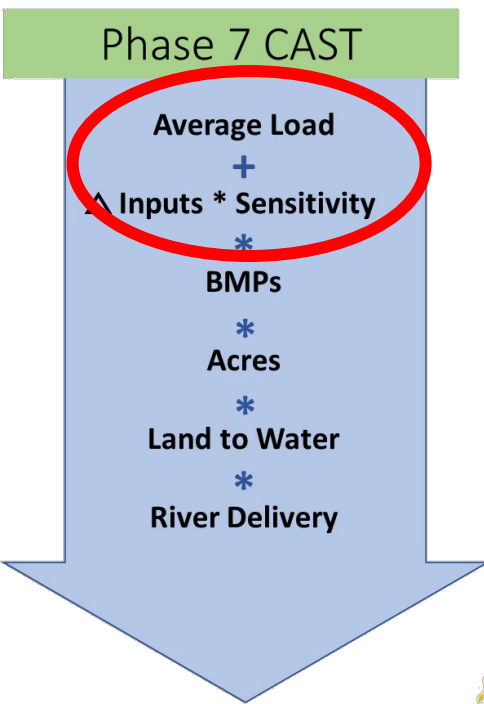 Phase 7 CAST
Average Load
+
△ Inputs * Sensitivity
*
BMPs
*
Acres
*
Land to Water
*
River Delivery